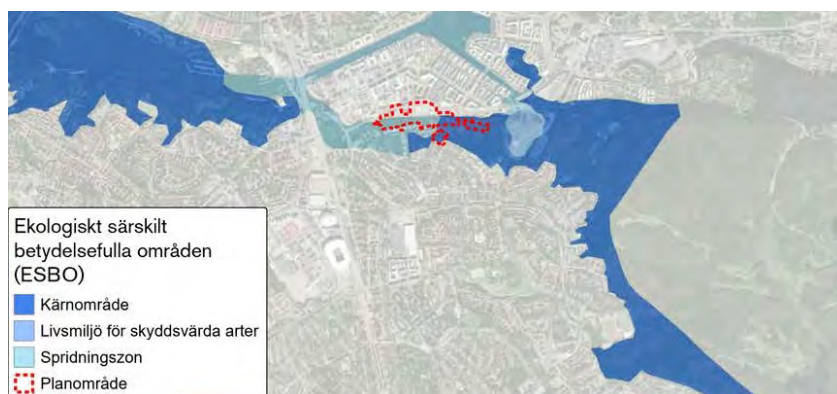 Ekologiskt särskilt
betydelsefulla områden
(ESBO)
Kärnområde
Livsmiljö för skyddsvärda arter
Spridningszon
Planområde